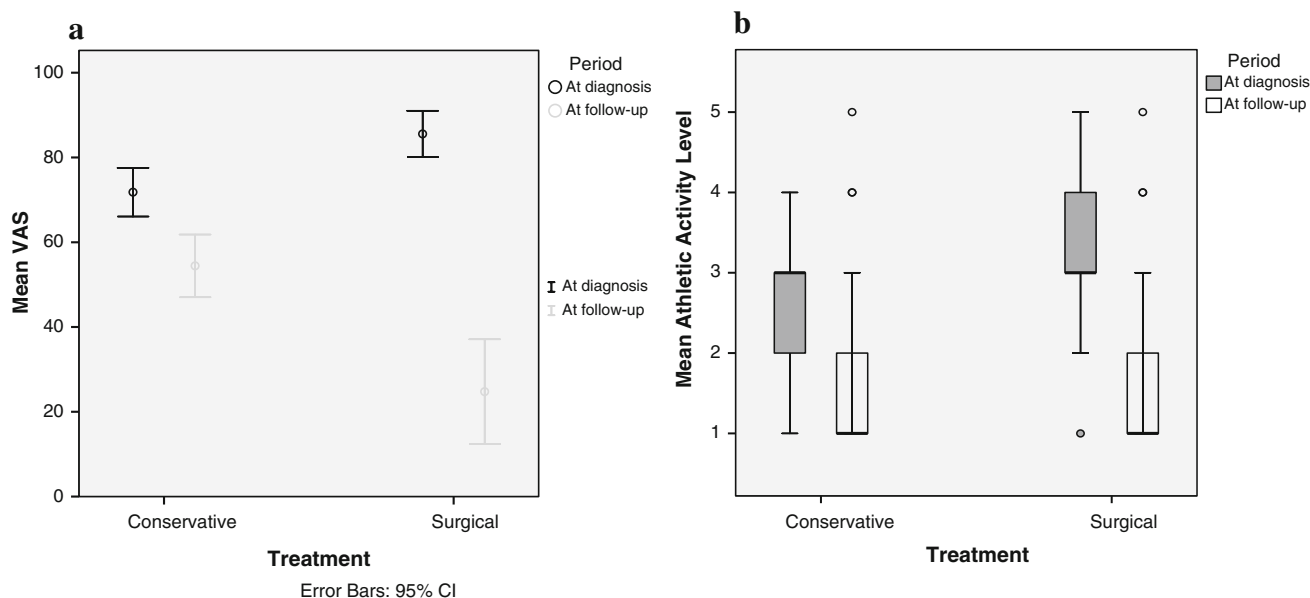 a
Mean VAS
100
80
60
40
20
0
Conservative
Surgical
Treatment
Error Bars: 95% CI
Period
At diagnosis
At follow-up
At diagnosis
At follow-up
b
Mean Athletic Activity Level
5
4
3
2
1
Conservative
Surgical
Treatment
Period
At diagnosis
At follow-up